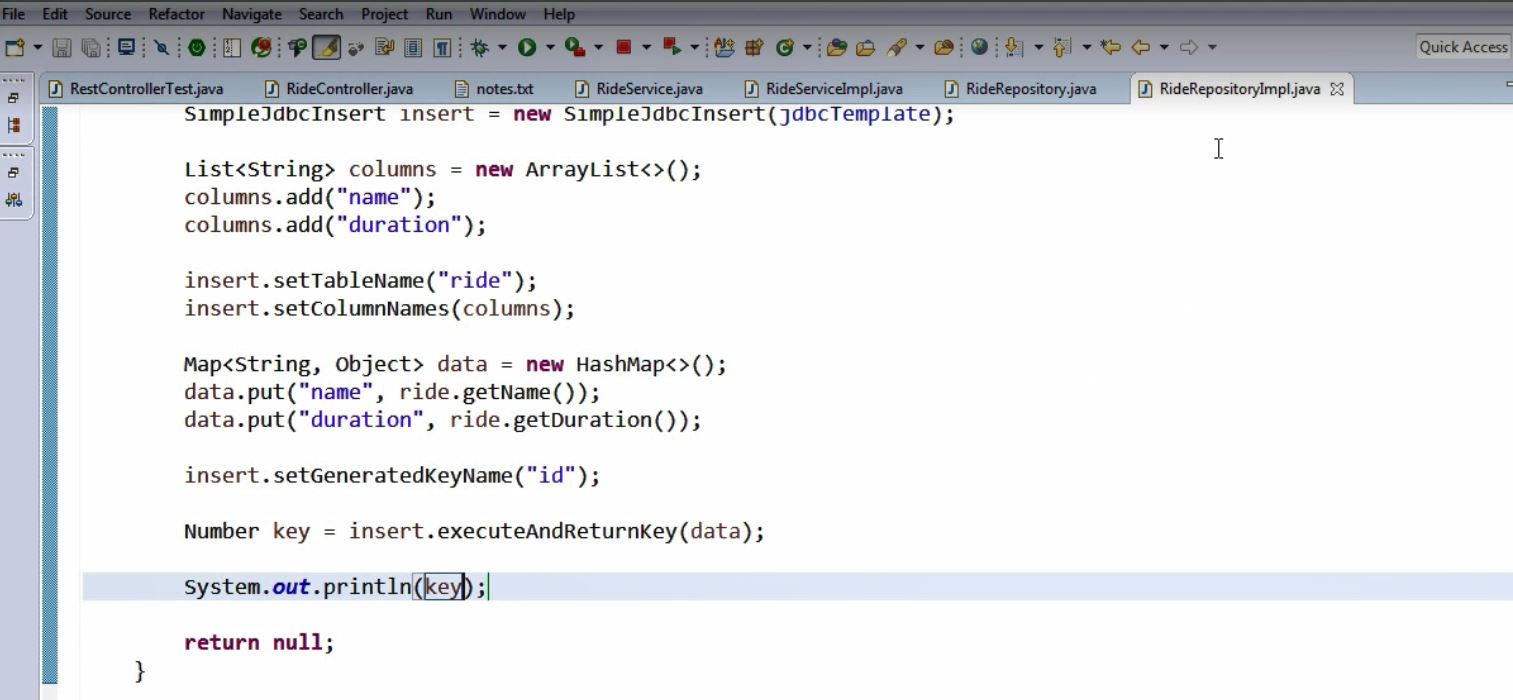 File Edit Source Refactor Navigate Search Project Run Window Help
Quick Access
RestControllerTest.java RideController.java notes.txt RideService.java RideServiceImpl.java RideRepository.java RideRepositoryImpl.java
SimpleJdbcInsert insert = new SimpleJdbcInsert(jdbcTemplate);
List<String> columns = new ArrayList<>();
columns.add("name");
columns.add("duration");
insert.setTableName("ride");
insert.setColumnNames(columns);
Map<String, Object> data = new HashMap<>();
data.put("name", ride.getName());
data.put("duration", ride.getDuration());
insert.setGeneratedKeyName("id");
Number key = insert.executeAndReturnKey(data);
System.out.println(key);
return null;
}